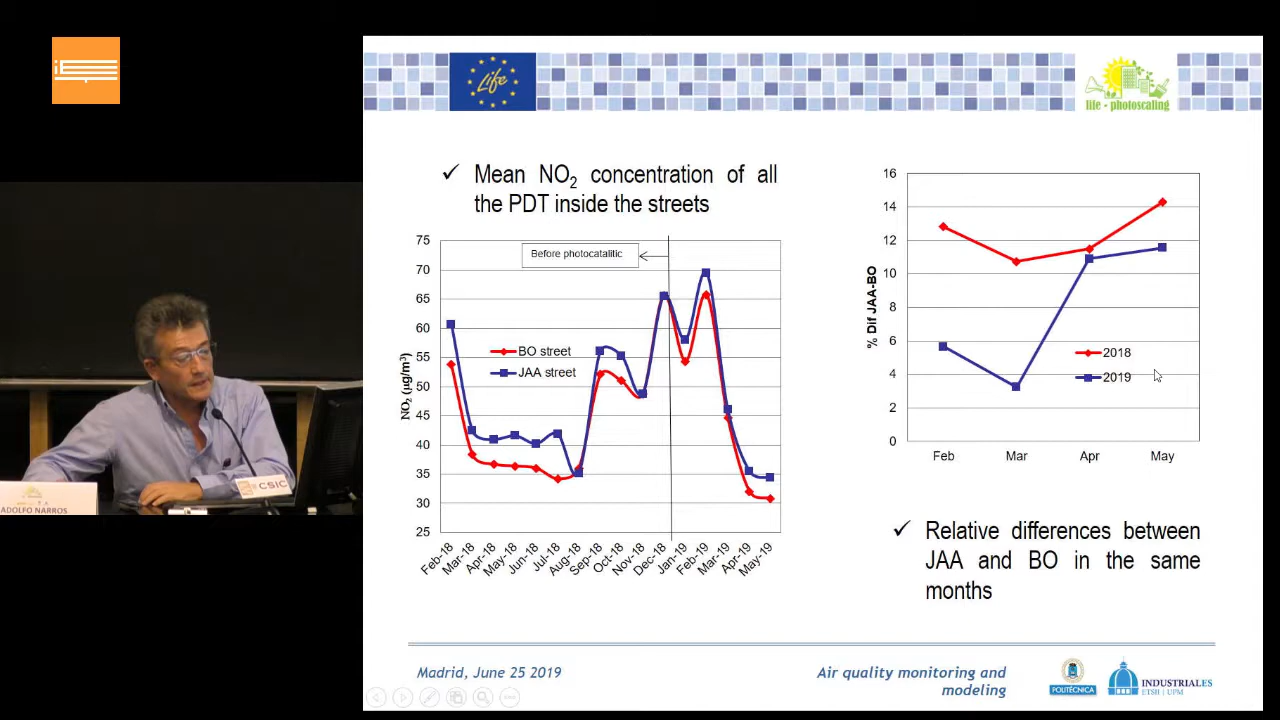 Life
life - photoscaling
✓ Mean NO₂ concentration of all
the PDT inside the streets
75
70
65
60
55
50
45
40
35
30
25
NO₂ (µg/m³)
Before photocatalitic
BO street
JAA street
Feb-18
Mar-18
Apr-18
May-18
Jun-18
Jul-18
Aug-18
Sep-18
Oct-18
Nov-18
Dec-18
Jan-19
Feb-19
Mar-19
Apr-19
May-19
16
14
12
10
8
6
4
2
0
% Dif JAA-BO
2018
2019
Feb
Mar
Apr
May
✓ Relative differences between
JAA and BO in the same
months
CSIC
ADOLFO NARROS
Madrid, June 25 2019
Air quality monitoring and
modeling
POLITÉCNICA
INDUSTRIALES
ETSII | UPM